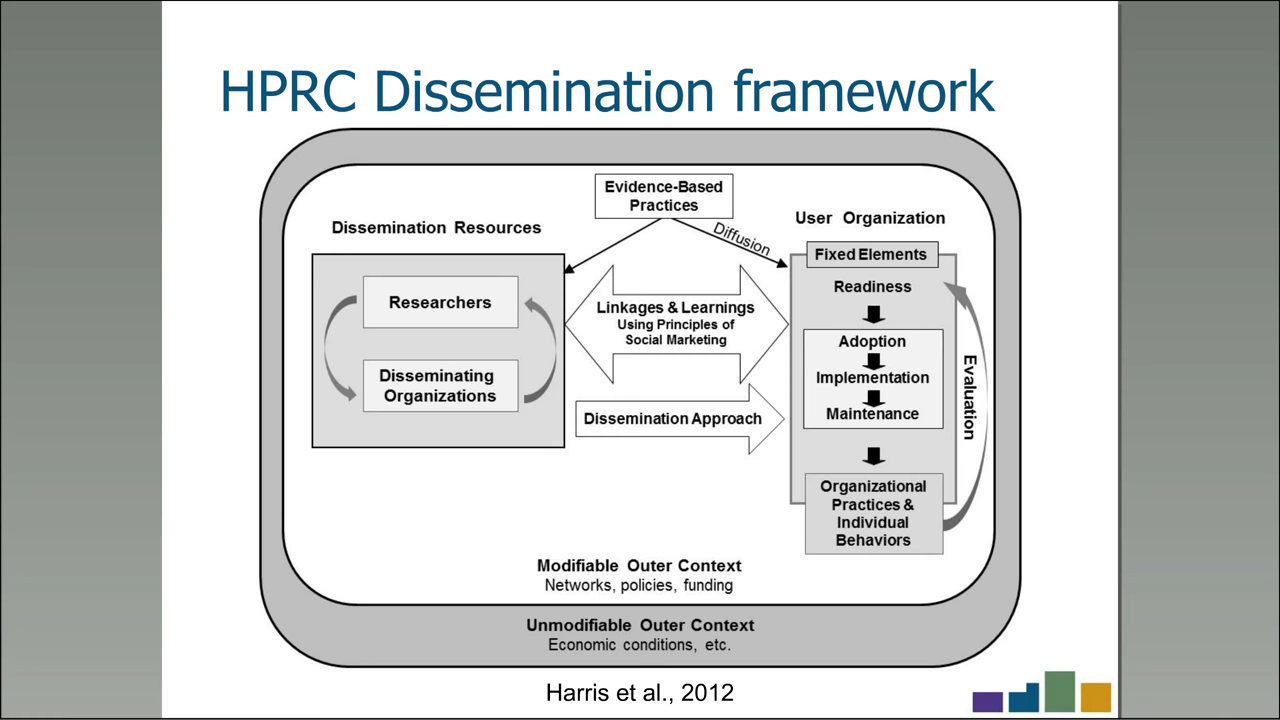 HPRC Dissemination framework
Evidence-Based
Practices
Dissemination Resources
User Organization
Diffusion
Fixed Elements
Readiness
Researchers
Linkages & Learnings
Using Principles of
Social Marketing
Adoption
Implementation
Maintenance
Evaluation
Disseminating
Organizations
Dissemination Approach
Organizational
Practices &
Individual
Behaviors
Modifiable Outer Context
Networks, policies, funding
Unmodifiable Outer Context
Economic conditions, etc.
Harris et al., 2012